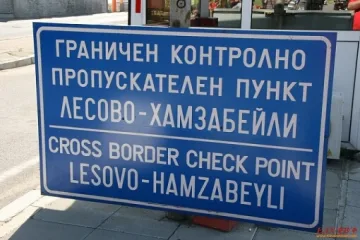 ГРАНИЧЕН КОНТРОЛНО
ПРОПУСКАТЕЛЕН ПУНКТ
ЛЕСОВО-ХАМЗАБЕЙЛИ
CROSS BORDER CHECK POINT
LESOVO-HAMZABEYLI